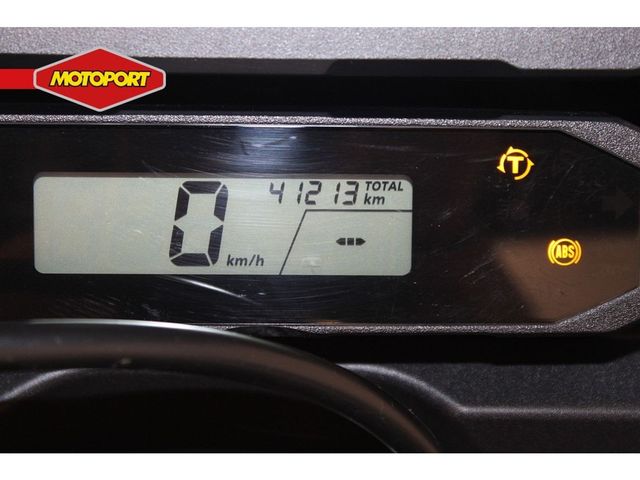 MOTOPORT
41213 TOTAL
km
0 km/h
T
ABS